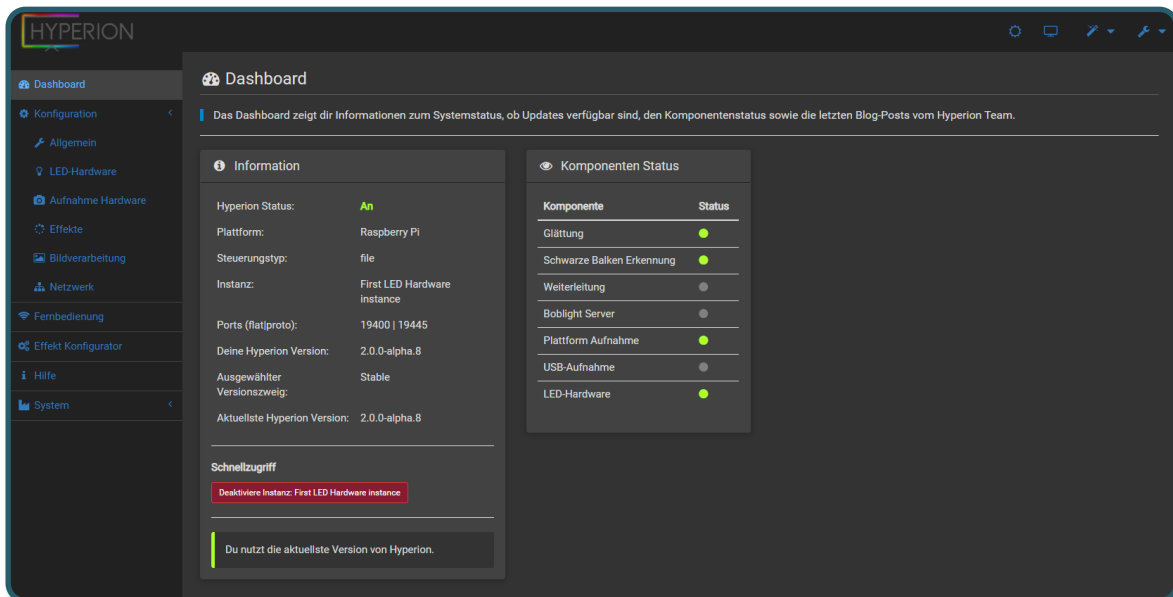 HYPERION
Dashboard
Konfiguration
Allgemein
LED-Hardware
Aufnahme Hardware
Effekte
Bildverarbeitung
Netzwerk
Fernbedienung
Effekt Konfigurator
Hilfe
System
Dashboard
Das Dashboard zeigt dir Informationen zum Systemstatus, ob Updates verfügbar sind, den Komponentenstatus sowie die letzten Blog-Posts vom Hyperion Team.
Information
Hyperion Status: An
Plattform: Raspberry Pi
Steuerungstyp: file
Instanz: First LED Hardware
instance
Ports (flat|proto): 19400 | 19445
Deine Hyperion Version: 2.0.0-alpha.8
Ausgewählter Stable
Versionszweig:
Aktuellste Hyperion Version: 2.0.0-alpha.8
Schnellzugriff
Deaktiviere Instanz: First LED Hardware instance
Du nutzt die aktuellste Version von Hyperion.
Komponenten Status
Komponente Status
Glättung
Schwarze Balken Erkennung
Weiterleitung
Boblight Server
Plattform Aufnahme
USB-Aufnahme
LED-Hardware